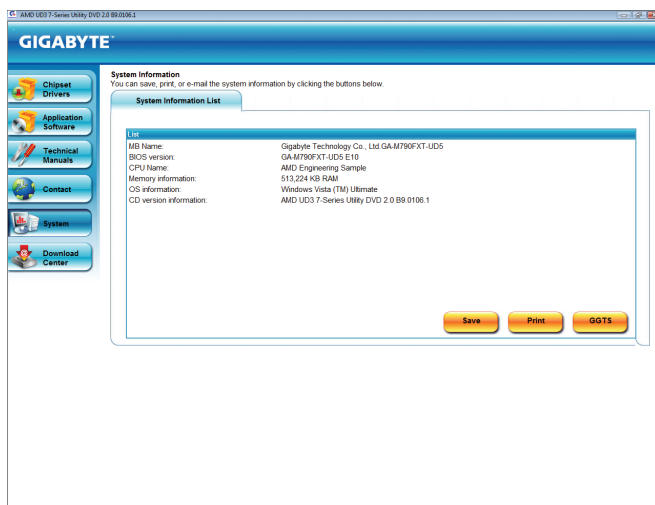 AMD UD3 7-Series Utility DVD 2.0 B9.0106.1
GIGABYTE™
Chipset
Drivers
Application
Software
Technical
Manuals
Contact
System
Download
Center
System Information
You can save, print, or e-mail the system information by clicking the buttons below.
System Information List
List
MB Name: Gigabyte Technology Co., Ltd.GA-M790FXT-UD5
BIOS version: GA-M790FXT-UD5 E10
CPU Name: AMD Engineering Sample
Memory information: 513,224 KB RAM
OS information: Windows Vista (TM) Ultimate
CD version information: AMD UD3 7-Series Utility DVD 2.0 B9.0106.1
Save Print GGTS